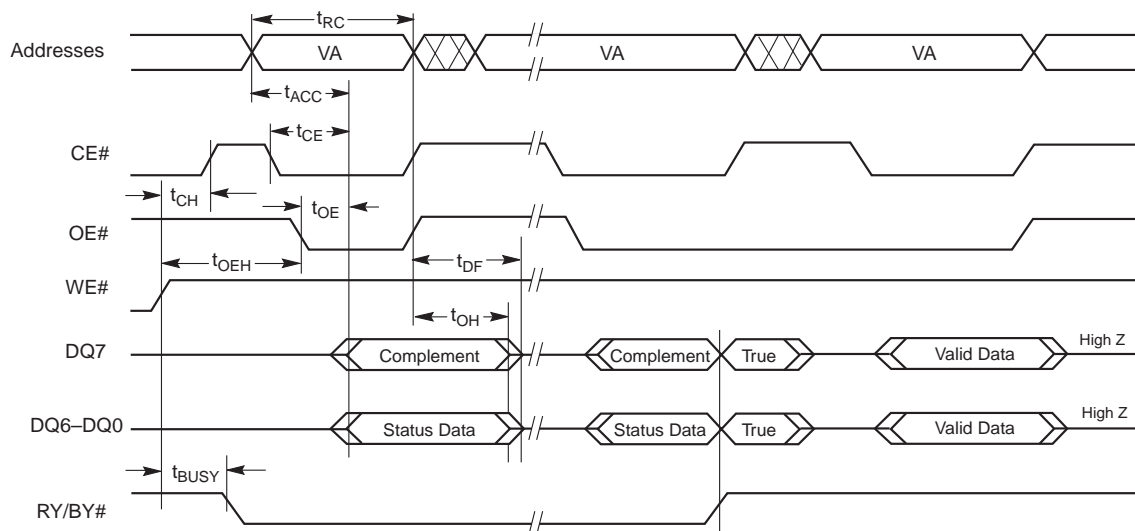 tRC
Addresses VA VA VA
tACC
tCE
CE#
tCH tOE
OE#
tOEH tDF
WE#
tOH
DQ7 Complement Complement True Valid Data High Z
DQ6–DQ0 Status Data Status Data True Valid Data High Z
tBUSY
RY/BY#